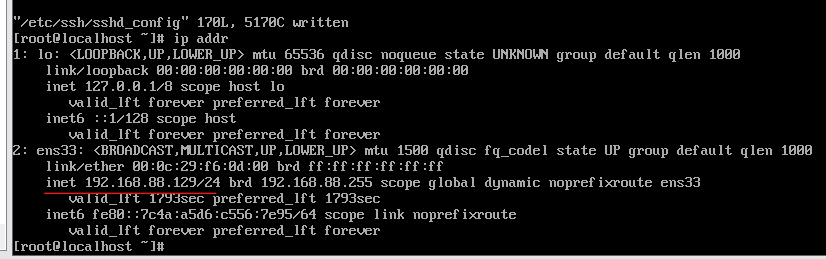 "/etc/ssh/sshd_config" 170L, 5170C written
[root@localhost ~]# ip addr
1: lo: <LOOPBACK,UP,LOWER_UP> mtu 65536 qdisc noqueue state UNKNOWN group default qlen 1000
    link/loopback 00:00:00:00:00:00 brd 00:00:00:00:00:00
    inet 127.0.0.1/8 scope host lo
       valid_lft forever preferred_lft forever
    inet6 ::1/128 scope host
       valid_lft forever preferred_lft forever
2: ens33: <BROADCAST,MULTICAST,UP,LOWER_UP> mtu 1500 qdisc fq_codel state UP group default qlen 1000
    link/ether 00:0c:29:f6:0d:00 brd ff:ff:ff:ff:ff:ff
    inet 192.168.88.129/24 brd 192.168.88.255 scope global dynamic noprefixroute ens33
       valid_lft 1793sec preferred_lft 1793sec
    inet6 fe80::7c4a:a5d6:c556:7e95/64 scope link noprefixroute
       valid_lft forever preferred_lft forever
[root@localhost ~]#